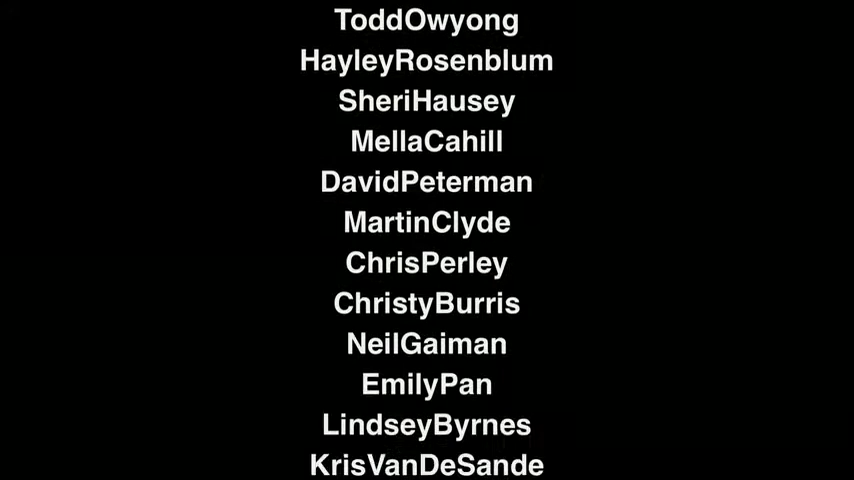 ToddOwyong
HayleyRosenblum
SheriHausey
MellaCahill
DavidPeterman
MartinClyde
ChrisPerley
ChristyBurris
NeilGaiman
EmilyPan
LindseyByrnes
KrisVanDeSande